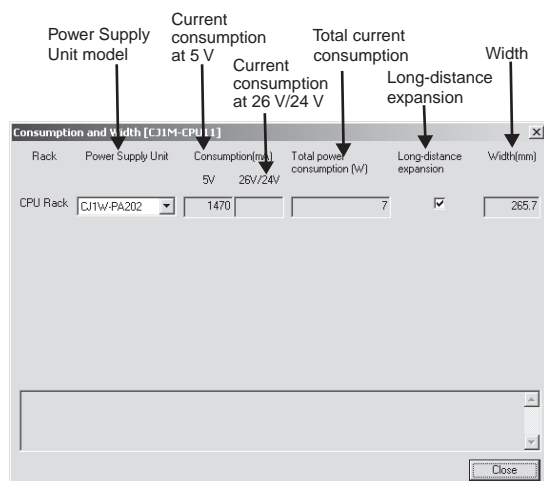 Power Supply
Unit model
Current
consumption
at 5 V
Current
consumption
at 26 V/24 V
Total current
consumption
Long-distance
expansion
Width
Consumption and Width [CJ1M-CPU11]
Rack
Power Supply Unit
Consumption(mA)
5V
26V/24V
Total power
consumption (W)
Long-distance
expansion
Width(mm)
CPU Rack
CJ1W-PA202
1470
7
265.7
Close